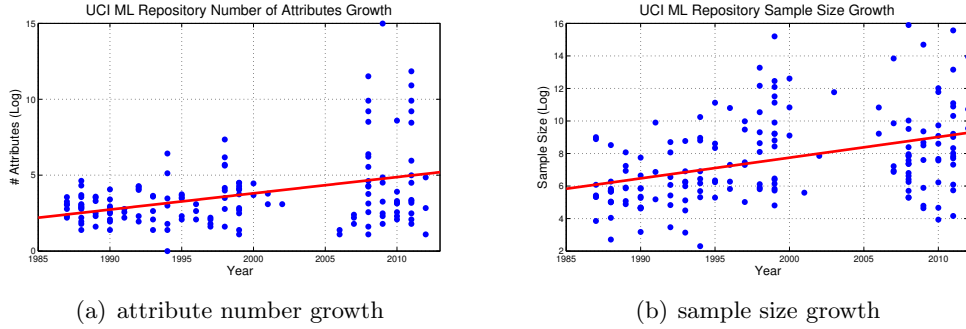 UCI ML Repository Number of Attributes Growth
15
10
5
0
# Attributes (Log)
1985 1990 1995 2000 2005 2010
Year
(a) attribute number growth
UCI ML Repository Sample Size Growth
16
14
12
10
8
6
4
2
Sample Size (Log)
1985 1990 1995 2000 2005 2010
Year
(b) sample size growth